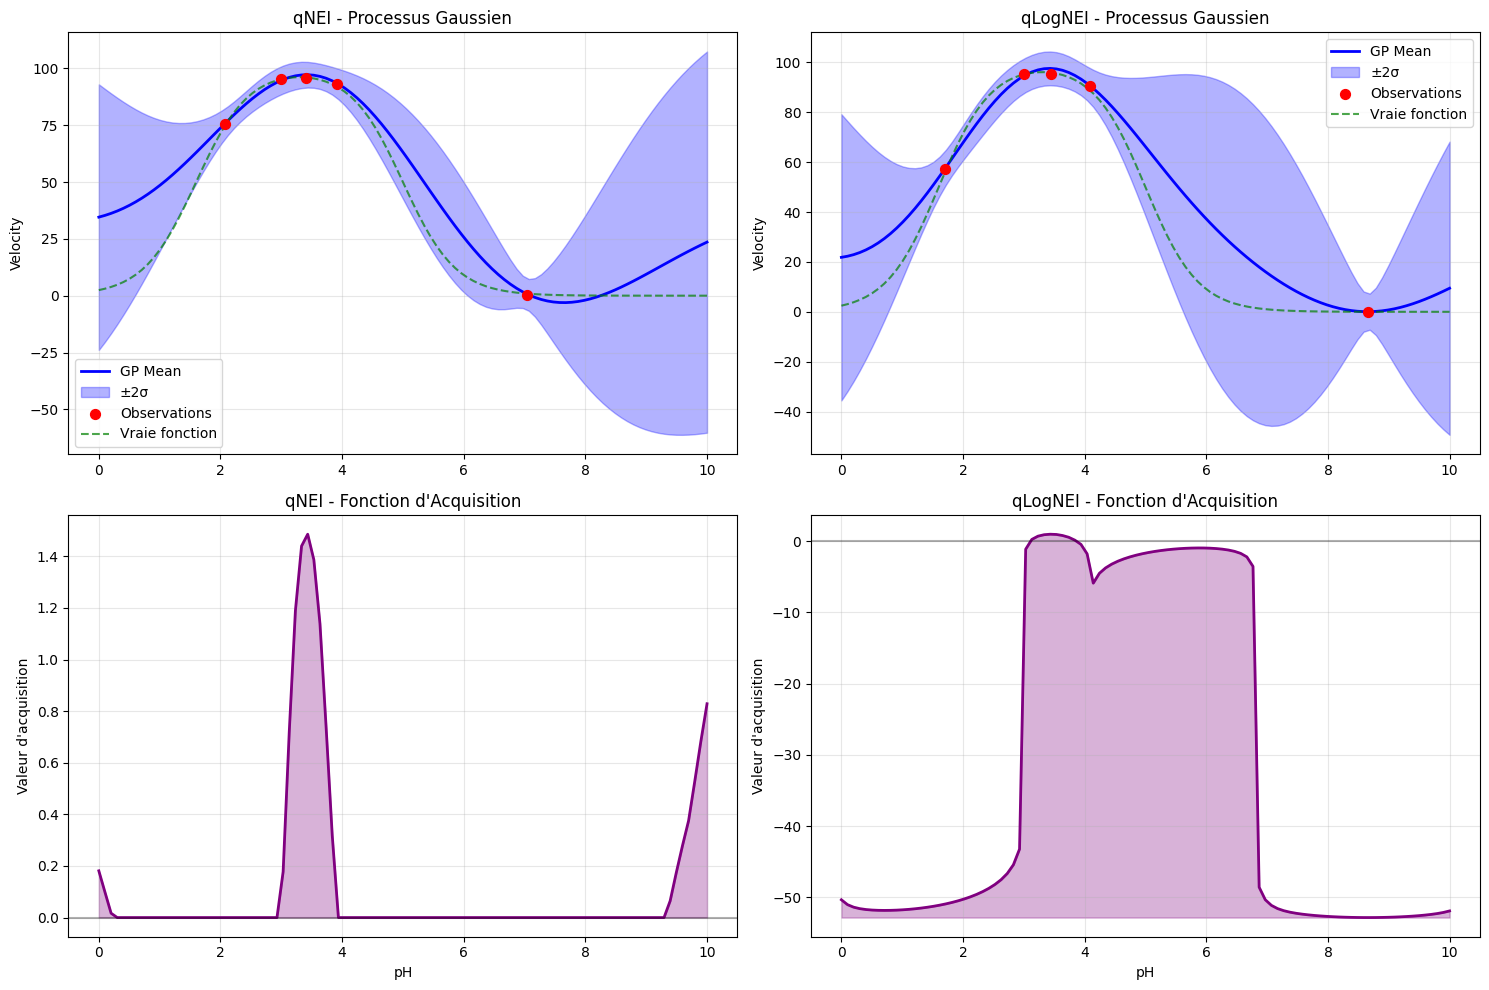 qNEI - Processus Gaussien
Velocity
100
75
50
25
0
−25
−50
GP Mean
±2σ
Observations
Vraie fonction
0 2 4 6 8 10
qLogNEI - Processus Gaussien
Velocity
100
80
60
40
20
0
−20
−40
GP Mean
±2σ
Observations
Vraie fonction
0 2 4 6 8 10
qNEI - Fonction d'Acquisition
Valeur d'acquisition
1.4
1.2
1.0
0.8
0.6
0.4
0.2
0.0
0 2 4 6 8 10
pH
qLogNEI - Fonction d'Acquisition
Valeur d'acquisition
0
−10
−20
−30
−40
−50
0 2 4 6 8 10
pH